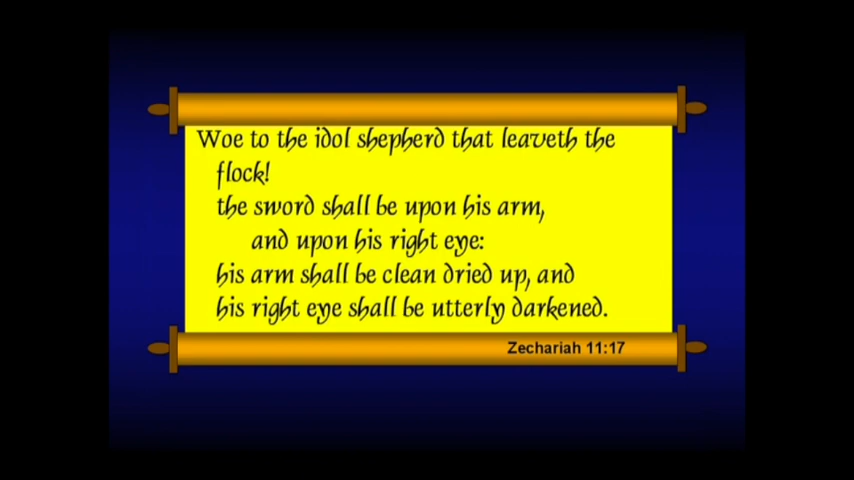 Woe to the idol shepherd that leaveth the
flock!
the sword shall be upon his arm,
and upon his right eye:
his arm shall be clean dried up, and
his right eye shall be utterly darkened.
Zechariah 11:17